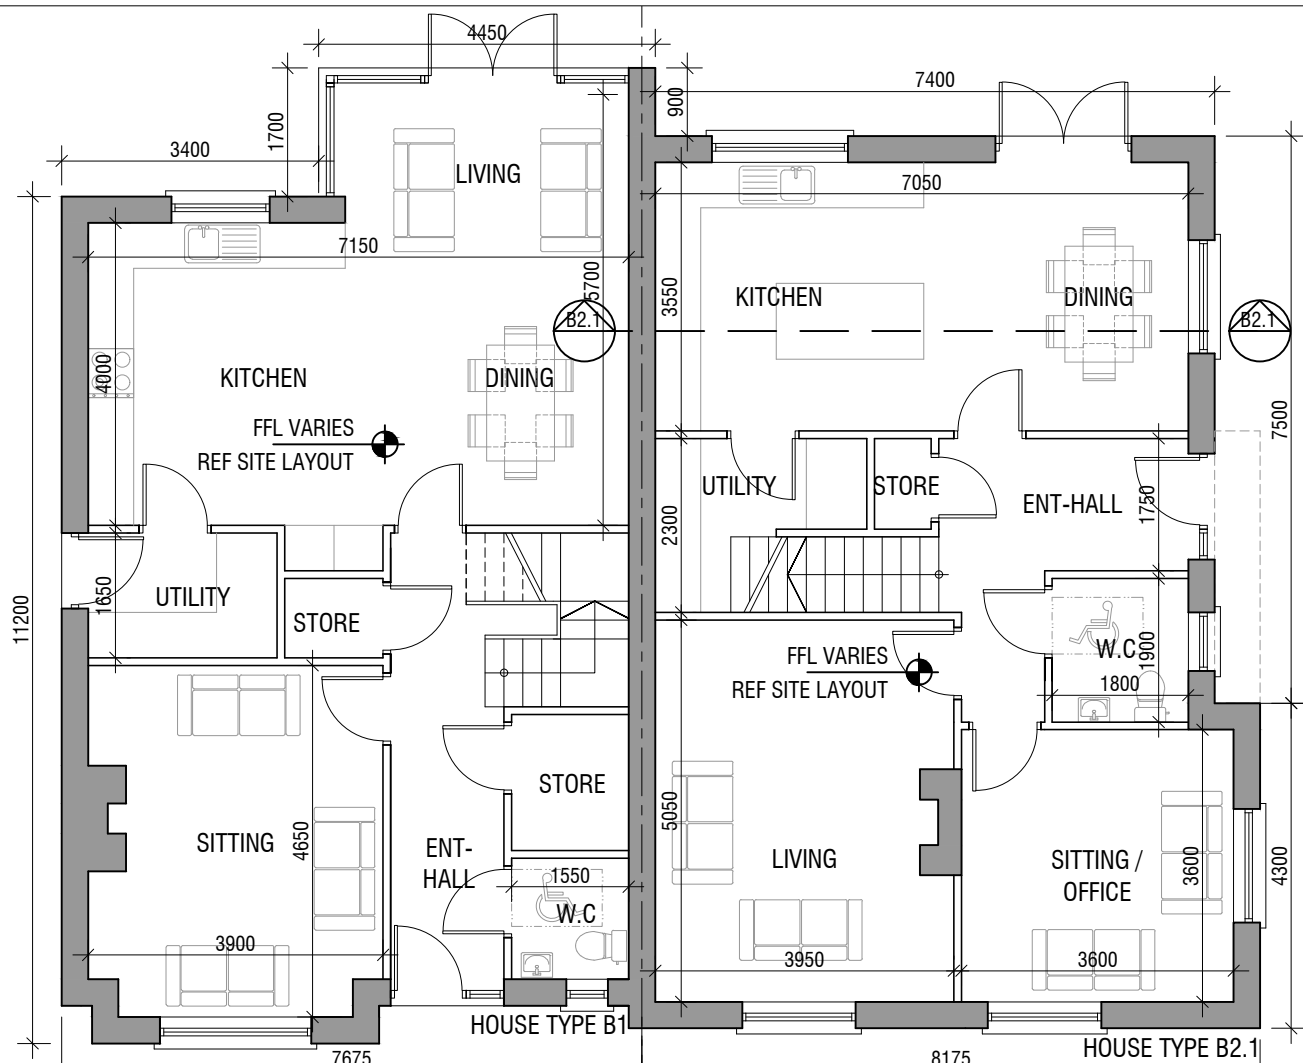 4450
7400
900
1700
3400
LIVING
7050
7150
5700
B2.1
KITCHEN
DINING
B2.1
3550
4000
KITCHEN
DINING
7500
FFL VARIES
REF SITE LAYOUT
UTILITY
STORE
ENT-HALL
1750
2300
11200
1650
UTILITY
STORE
FFL VARIES
REF SITE LAYOUT
W.C
1900
1800
STORE
5050
4650
SITTING
ENT-
HALL
LIVING
SITTING /
OFFICE
3600
4300
1550
W.C
3900
3950
3600
HOUSE TYPE B1
HOUSE TYPE B2.1
7675
8175